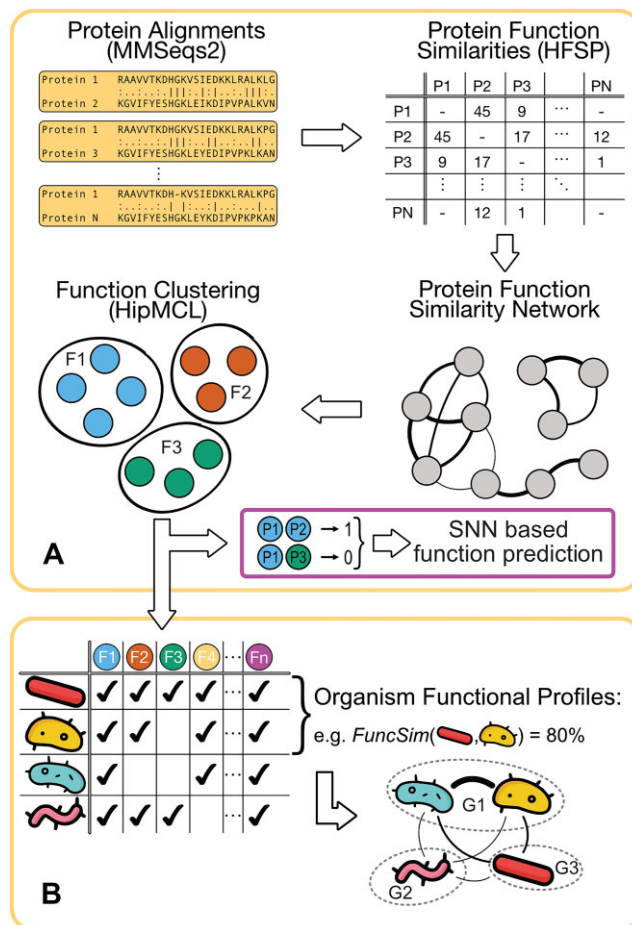 Protein Alignments
(MMSeqs2)
Protein 1 RAAVVTKDHGKVSIEDKKLRALKLG
:..:..:..:|||:.:|:|..:.|||:.
Protein 2 KGVIFYESHGKLEIKDIPVPALKVN
Protein 1 RAAVVTKDHGKVSIEDKKLRALKPG
:..:..:..:|||:..||:..||..|:.
Protein 3 KGVIFYESHGKLEYEDIPVPALKAN
⋮
Protein 1 RAAVVTKDH-KVSIEDKKLRALKPG
:..:..:..:| |:..:|:..:...|..
Protein N KGVIFYESHGKLEYKDIPVPKPKAN
Protein Function
Similarities (HFSP)
P1 P2 P3 ⋯ PN
P1 - 45 9 ⋯ -
P2 45 - 17 ⋯ 12
P3 9 17 - ⋯ 1
⋮ ⋮ ⋮ ⋱
PN - 12 1 -
Protein Function
Similarity Network
Function Clustering
(HipMCL)
F1
F2
F3
P1 P2 → 1
P1 P3 → 0
SNN based
function prediction
A
F1 F2 F3 F4 ⋯ Fn
✓ ✓ ✓ ✓ ⋯ ✓
✓ ✓ ✓ ⋯ ✓
✓ ✓ ⋯ ✓
✓ ✓ ✓ ✓ ⋯ ✓
Organism Functional Profiles:
e.g. FuncSim( , ) = 80%
G1
G2
G3
B